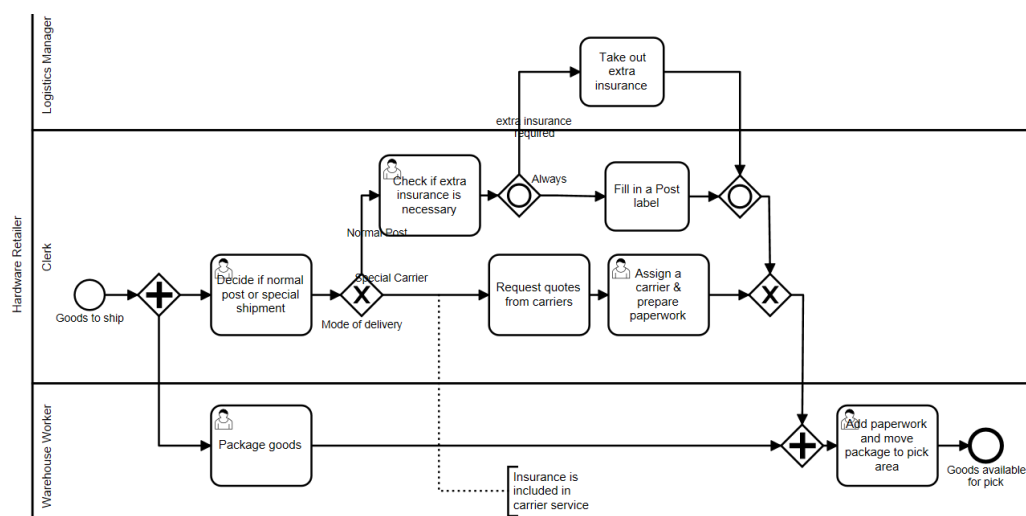 Hardware Retailer
Logistics Manager
Take out
extra
insurance
extra insurance
required
Clerk
Check if extra
insurance is
necessary
Always
Fill in a Post
label
Normal Post
Special Carrier
Goods to ship
Decide if normal
post or special
shipment
Mode of delivery
Request quotes
from carriers
Assign a
carrier &
prepare
paperwork
Warehouse Worker
Package goods
Add paperwork
and move
package to pick
area
Goods available
for pick
Insurance is
included in
carrier service